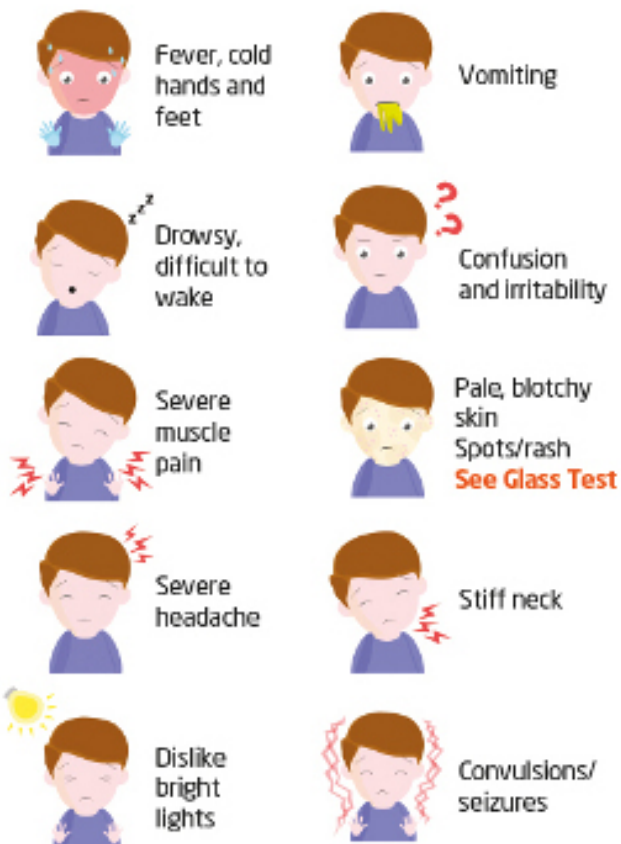 Fever, cold
hands and
feet
Vomiting
zzz
Drowsy,
difficult to
wake
??
Confusion
and irritability
Severe
muscle
pain
Pale, blotchy
skin
Spots/rash
See Glass Test
Severe
headache
Stiff neck
Dislike
bright
lights
Convulsions/
seizures